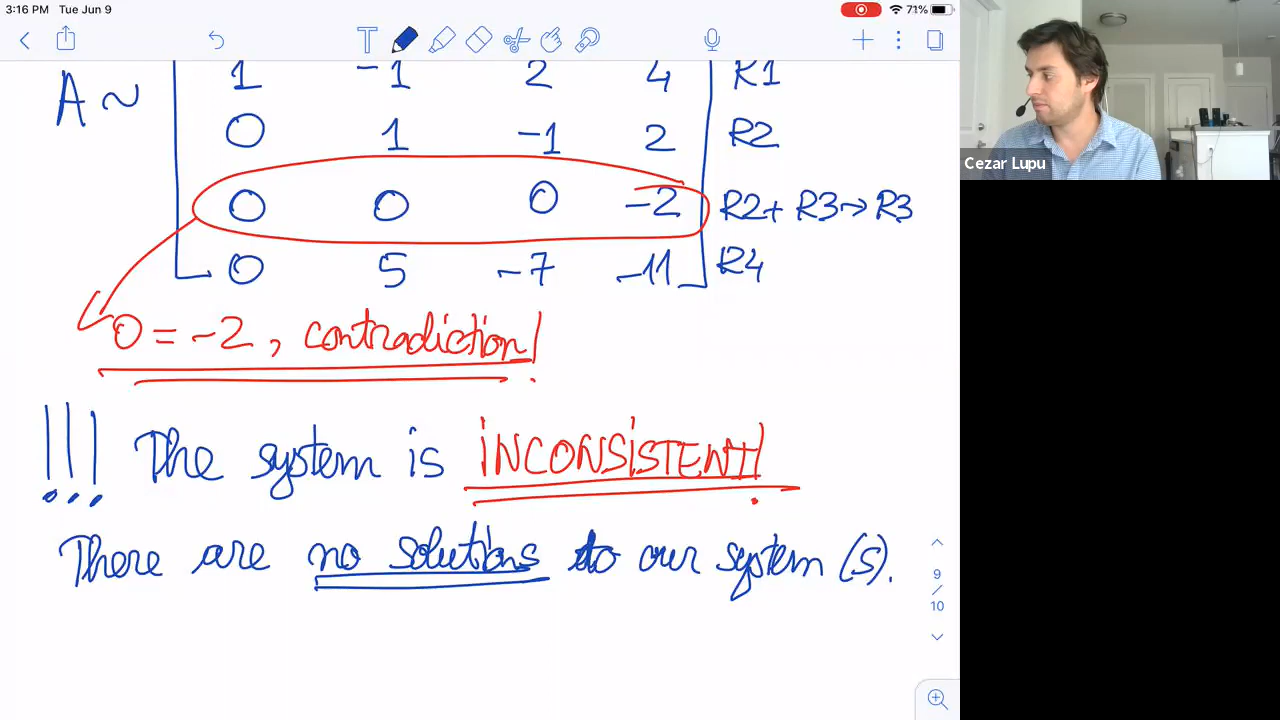 3:16 PM Tue Jun 9
71%
A ~
1 -1 2 4 R1
0 1 -1 2 R2
0 0 0 -2 R2 + R3 → R3
0 5 -7 -11 R4
0 = -2, contradiction!
!!! The system is INCONSISTENT!
There are no solutions to our system (S).
9
/
10
T
Cezar Lupu